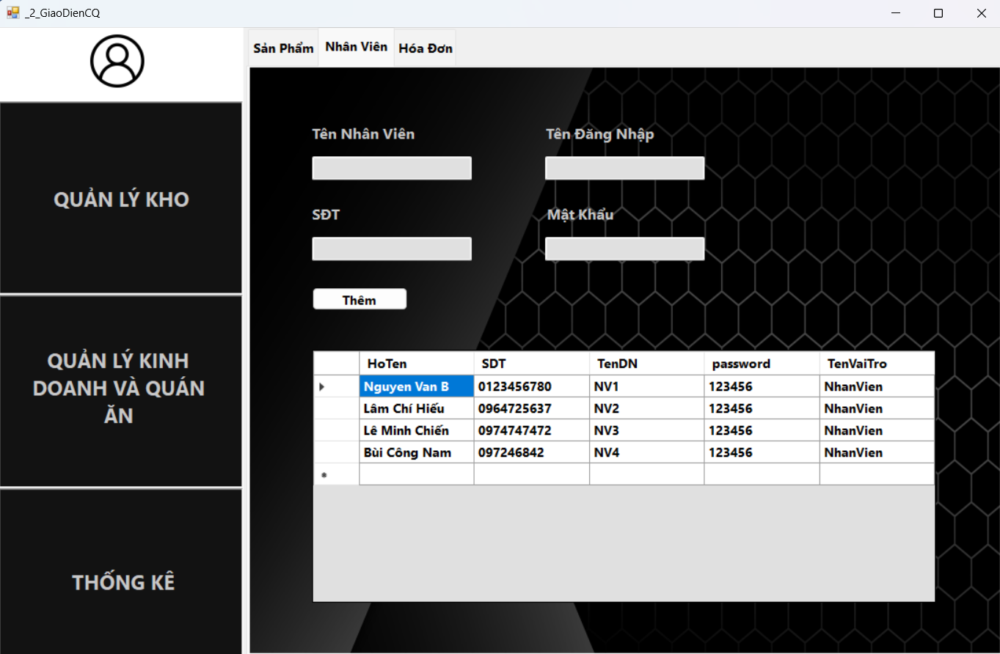 _2_GiaoDienCQ
Sản Phẩm Nhân Viên Hóa Đơn
QUẢN LÝ KHO
QUẢN LÝ KINH
DOANH VÀ QUÁN
ĂN
THỐNG KÊ
Tên Nhân Viên Tên Đăng Nhập
SĐT Mật Khẩu
Thêm
HoTen SDT TenDN password TenVaiTro
Nguyen Van B 0123456780 NV1 123456 NhanVien
Lâm Chí Hiếu 0964725637 NV2 123456 NhanVien
Lê Minh Chiến 0974747472 NV3 123456 NhanVien
Bùi Công Nam 097246842 NV4 123456 NhanVien